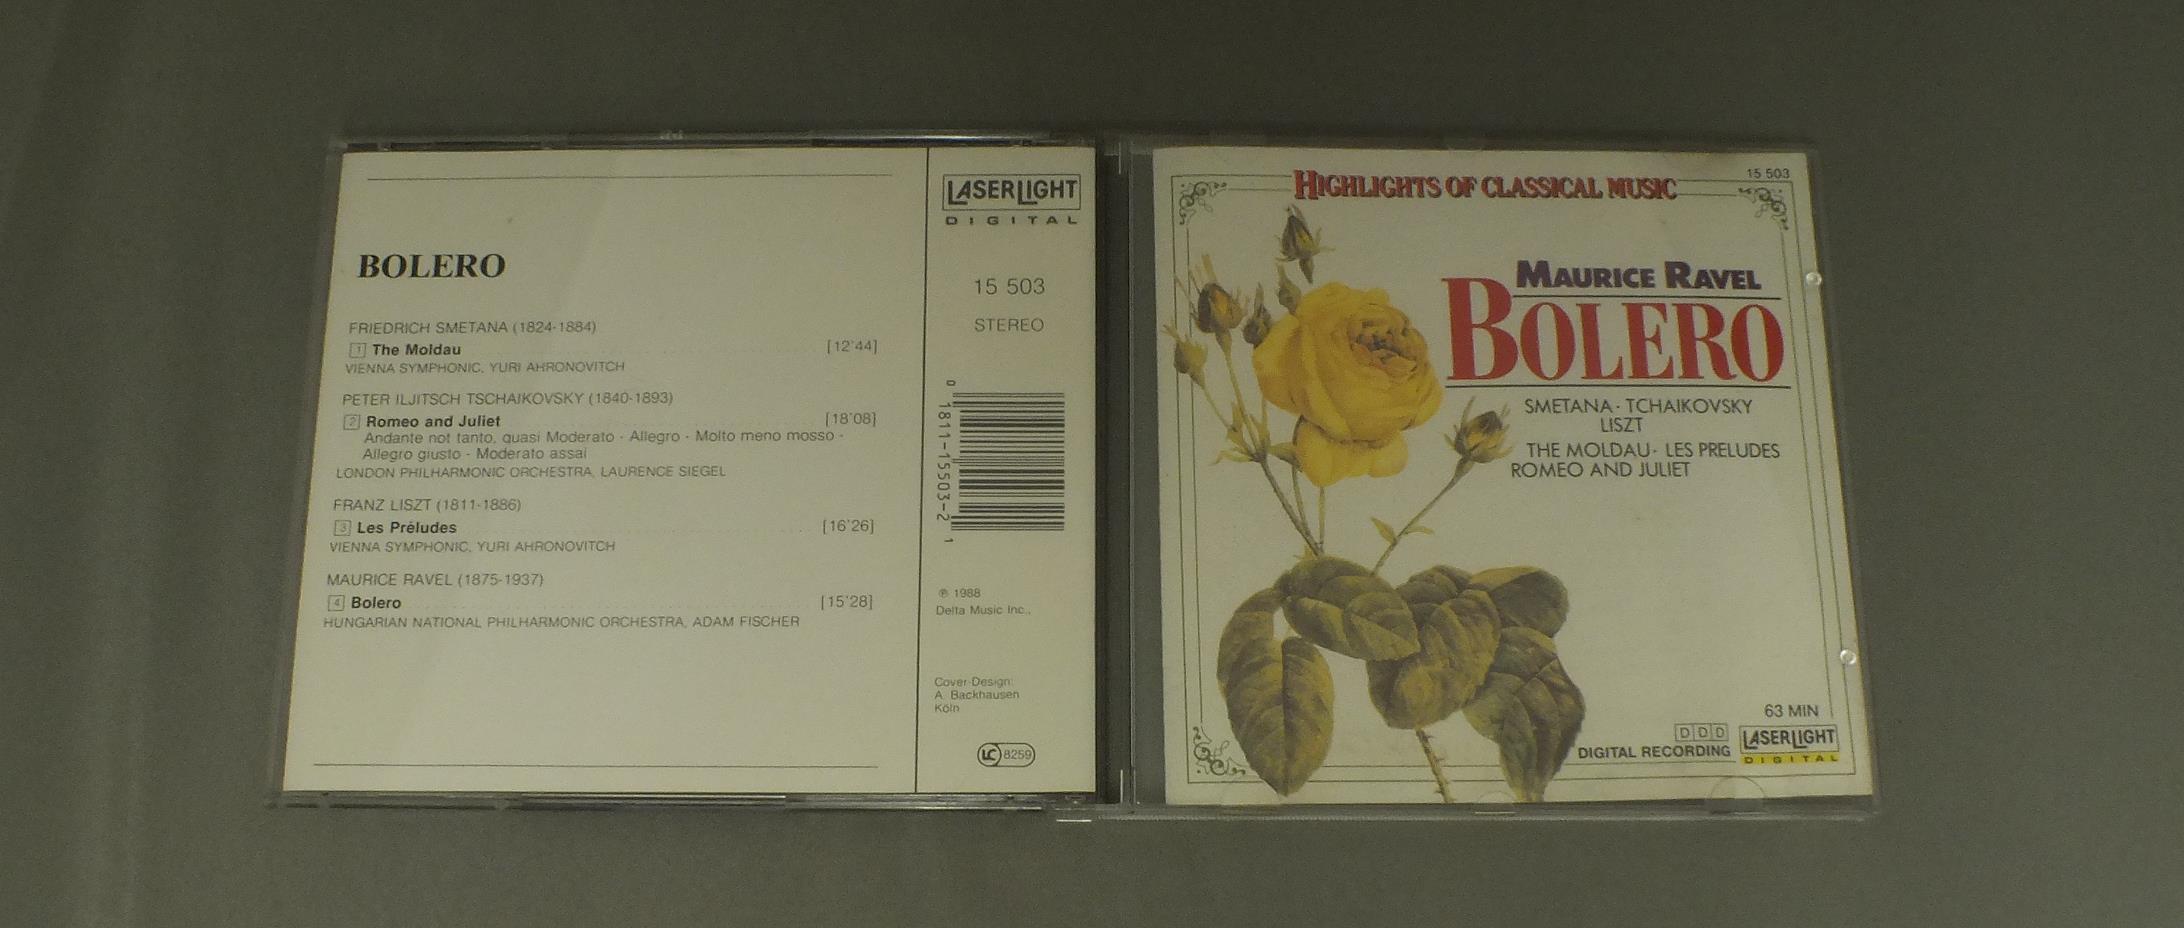 BOLERO
FRIEDRICH SMETANA (1824-1884)
1 The Moldau [12'44]
VIENNA SYMPHONIC, YURI AHRONOVITCH
PETER ILJITSCH TSCHAIKOVSKY (1840-1893)
2 Romeo and Juliet [18'08]
Andante not tanto, quasi Moderato · Allegro · Molto meno mosso ·
Allegro giusto · Moderato assai
LONDON PHILHARMONIC ORCHESTRA, LAURENCE SIEGEL
FRANZ LISZT (1811-1886)
3 Les Préludes [16'26]
VIENNA SYMPHONIC, YURI AHRONOVITCH
MAURICE RAVEL (1875-1937)
4 Bolero [15'28]
HUNGARIAN NATIONAL PHILHARMONIC ORCHESTRA, ADAM FISCHER
LASERLIGHT
DIGITAL
15 503
STEREO
0 1811-15503-2 1
℗ 1988
Delta Music Inc.,
Cover-Design:
A. Backhausen
Köln
LC 8259
HIGHLIGHTS OF CLASSICAL MUSIC
15 503
MAURICE RAVEL
BOLERO
SMETANA · TCHAIKOVSKY
LISZT
THE MOLDAU · LES PRELUDES
ROMEO AND JULIET
63 MIN
DDD
DIGITAL RECORDING
LASERLIGHT
DIGITAL